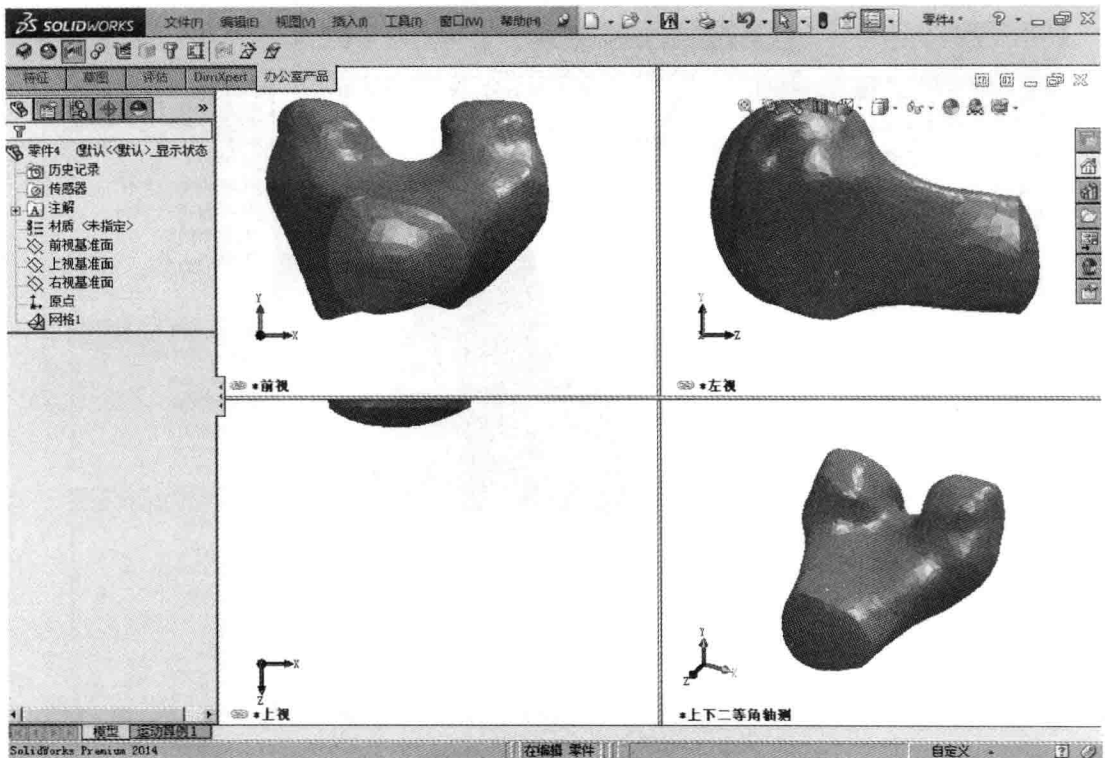 SOLIDWORKS 文件(F) 编辑(E) 视图(V) 插入(I) 工具(T) 窗口(W) 帮助(H) 零件4 *
特征 草图 评估 DimXpert 办公室产品
零件4 (默认<<默认>_显示状态
历史记录
传感器
注解
材质 <未指定>
前视基准面
上视基准面
右视基准面
原点
网格1
Y
X
*前视
Y
Z
*左视
X
Z
*上视
Y
Z
X
*上下二等角轴测
模型 运动算例1
SolidWorks Premium 2014 在编辑 零件 自定义